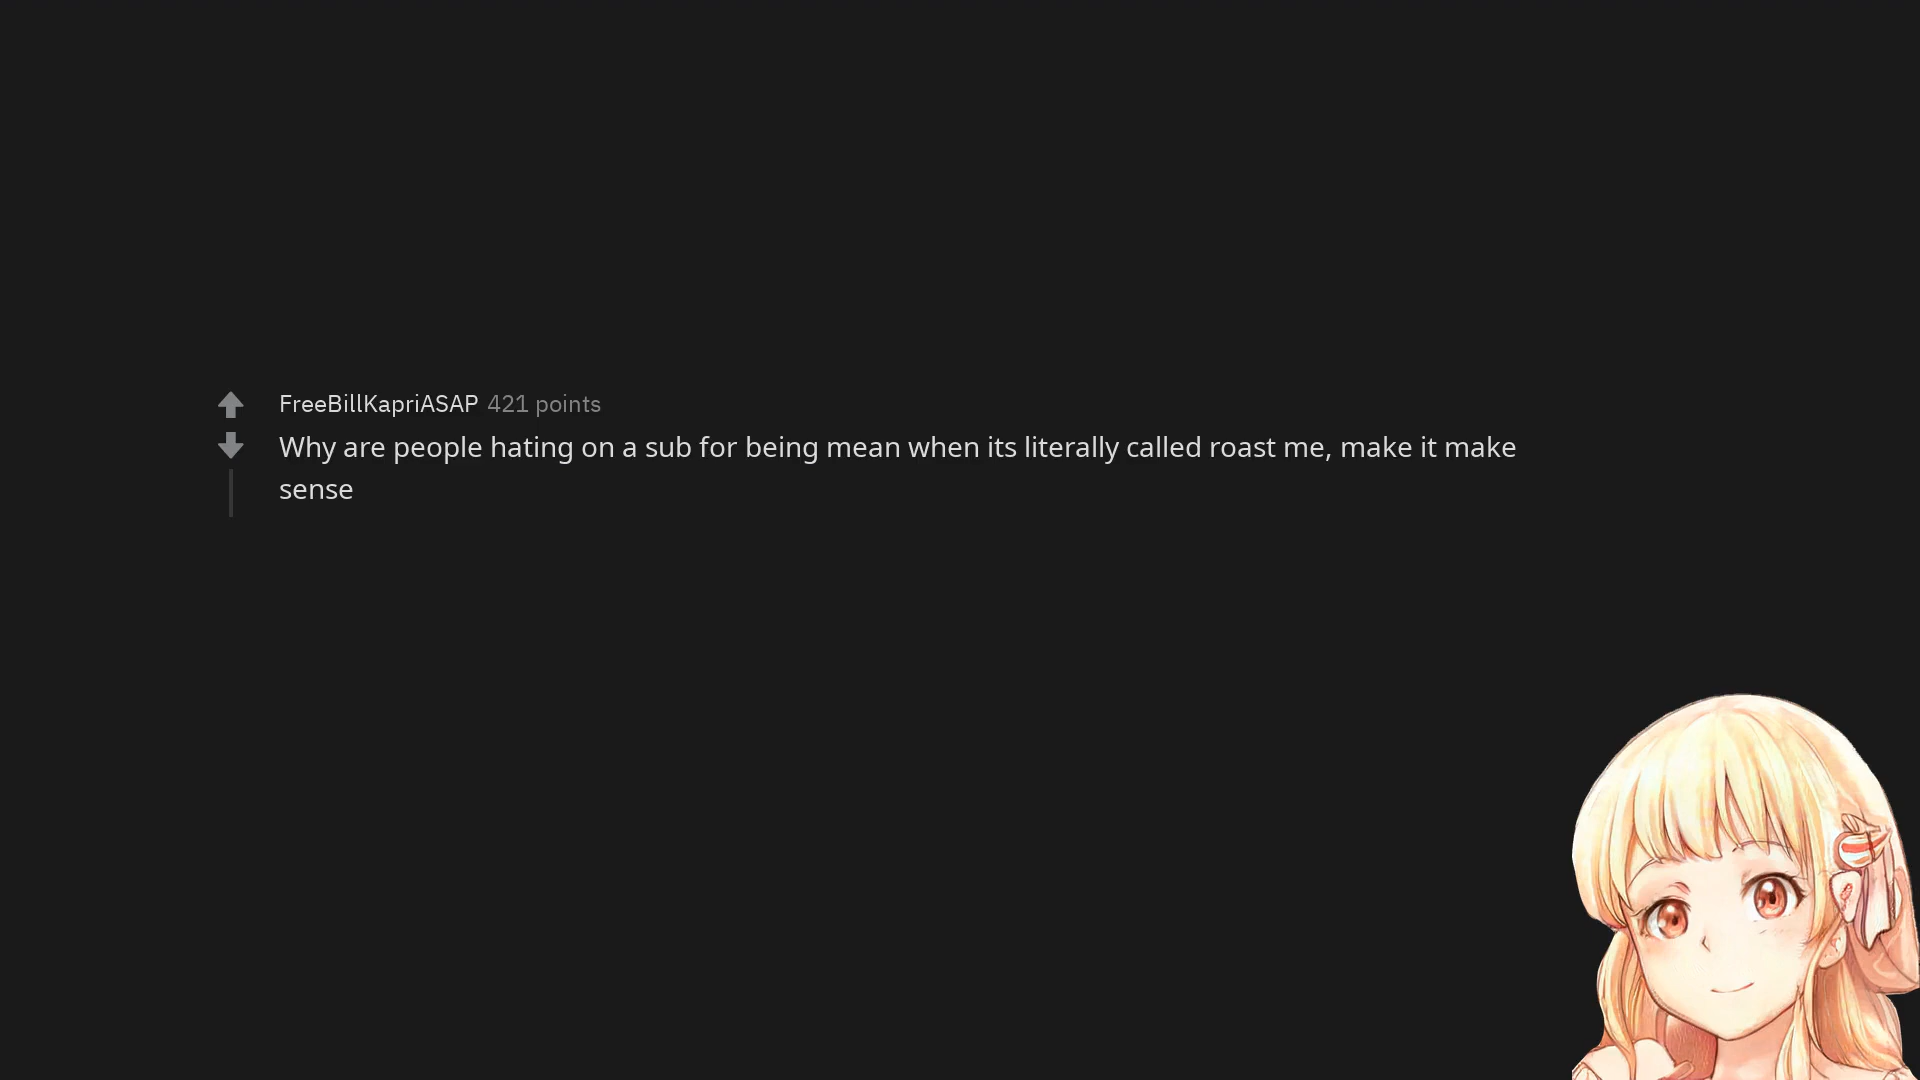 FreeBillKapriASAP 421 points
Why are people hating on a sub for being mean when its literally called roast me, make it make
sense